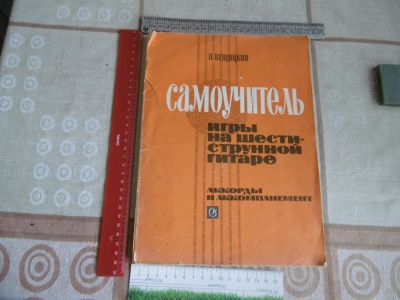 П.ВЕЩИЦКИЙ
САМОУЧИТЕЛЬ
ИГРЫ
НА ШЕСТИ-
СТРУННОЙ
ГИТАРЕ
АККОРДЫ
И АККОМПАНЕМЕНТ